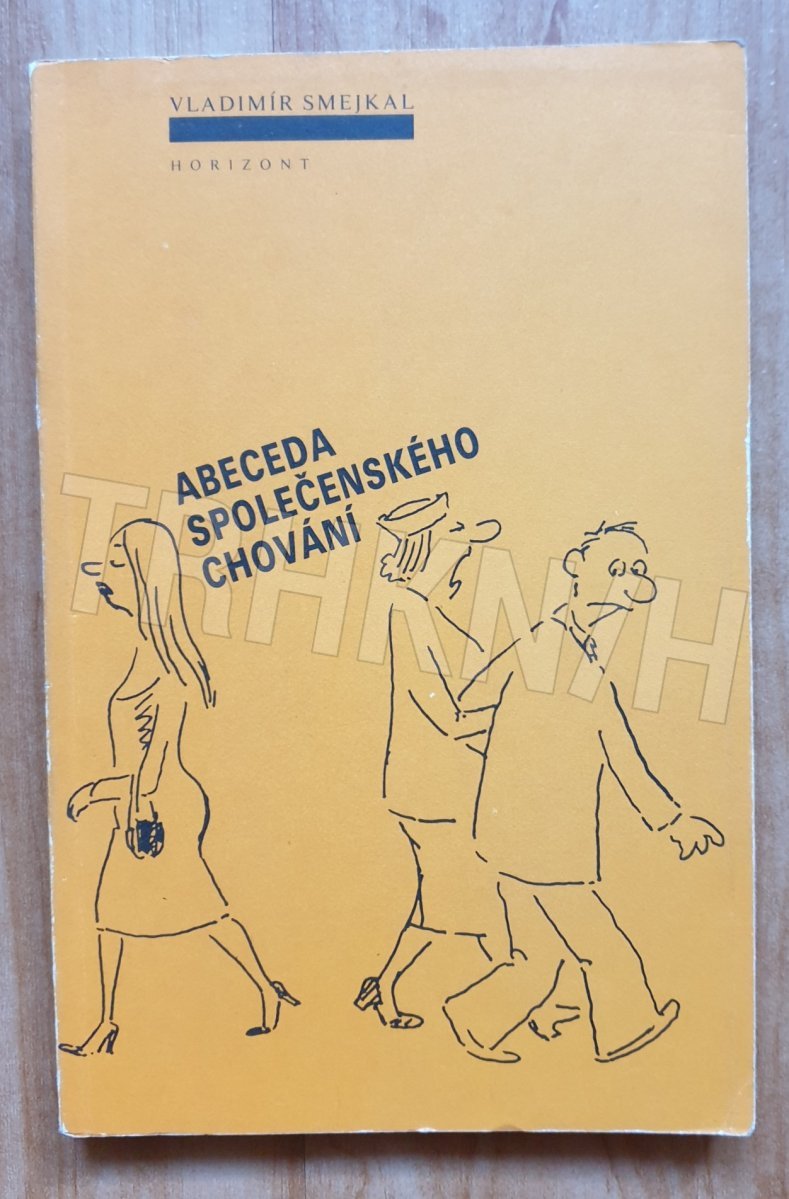 VLADIMÍR SMEJKAL
HORIZONT
ABECEDA
SPOLEČENSKÉHO
CHOVÁNÍ
TRHKNIH